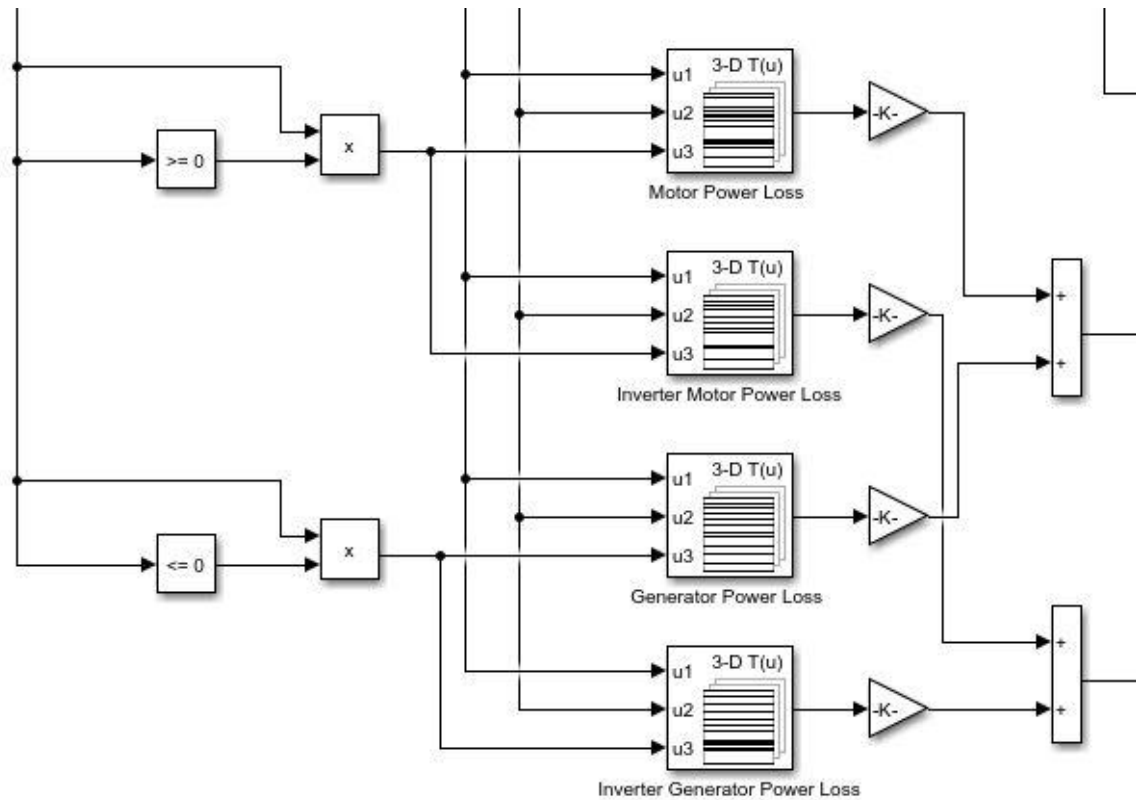 3-D T(u)
u1
u2
u3
-K-
Motor Power Loss
>= 0
x
3-D T(u)
u1
u2
u3
-K-
Inverter Motor Power Loss
+
+
3-D T(u)
u1
u2
u3
-K-
Generator Power Loss
<= 0
x
3-D T(u)
u1
u2
u3
-K-
Inverter Generator Power Loss
+
+